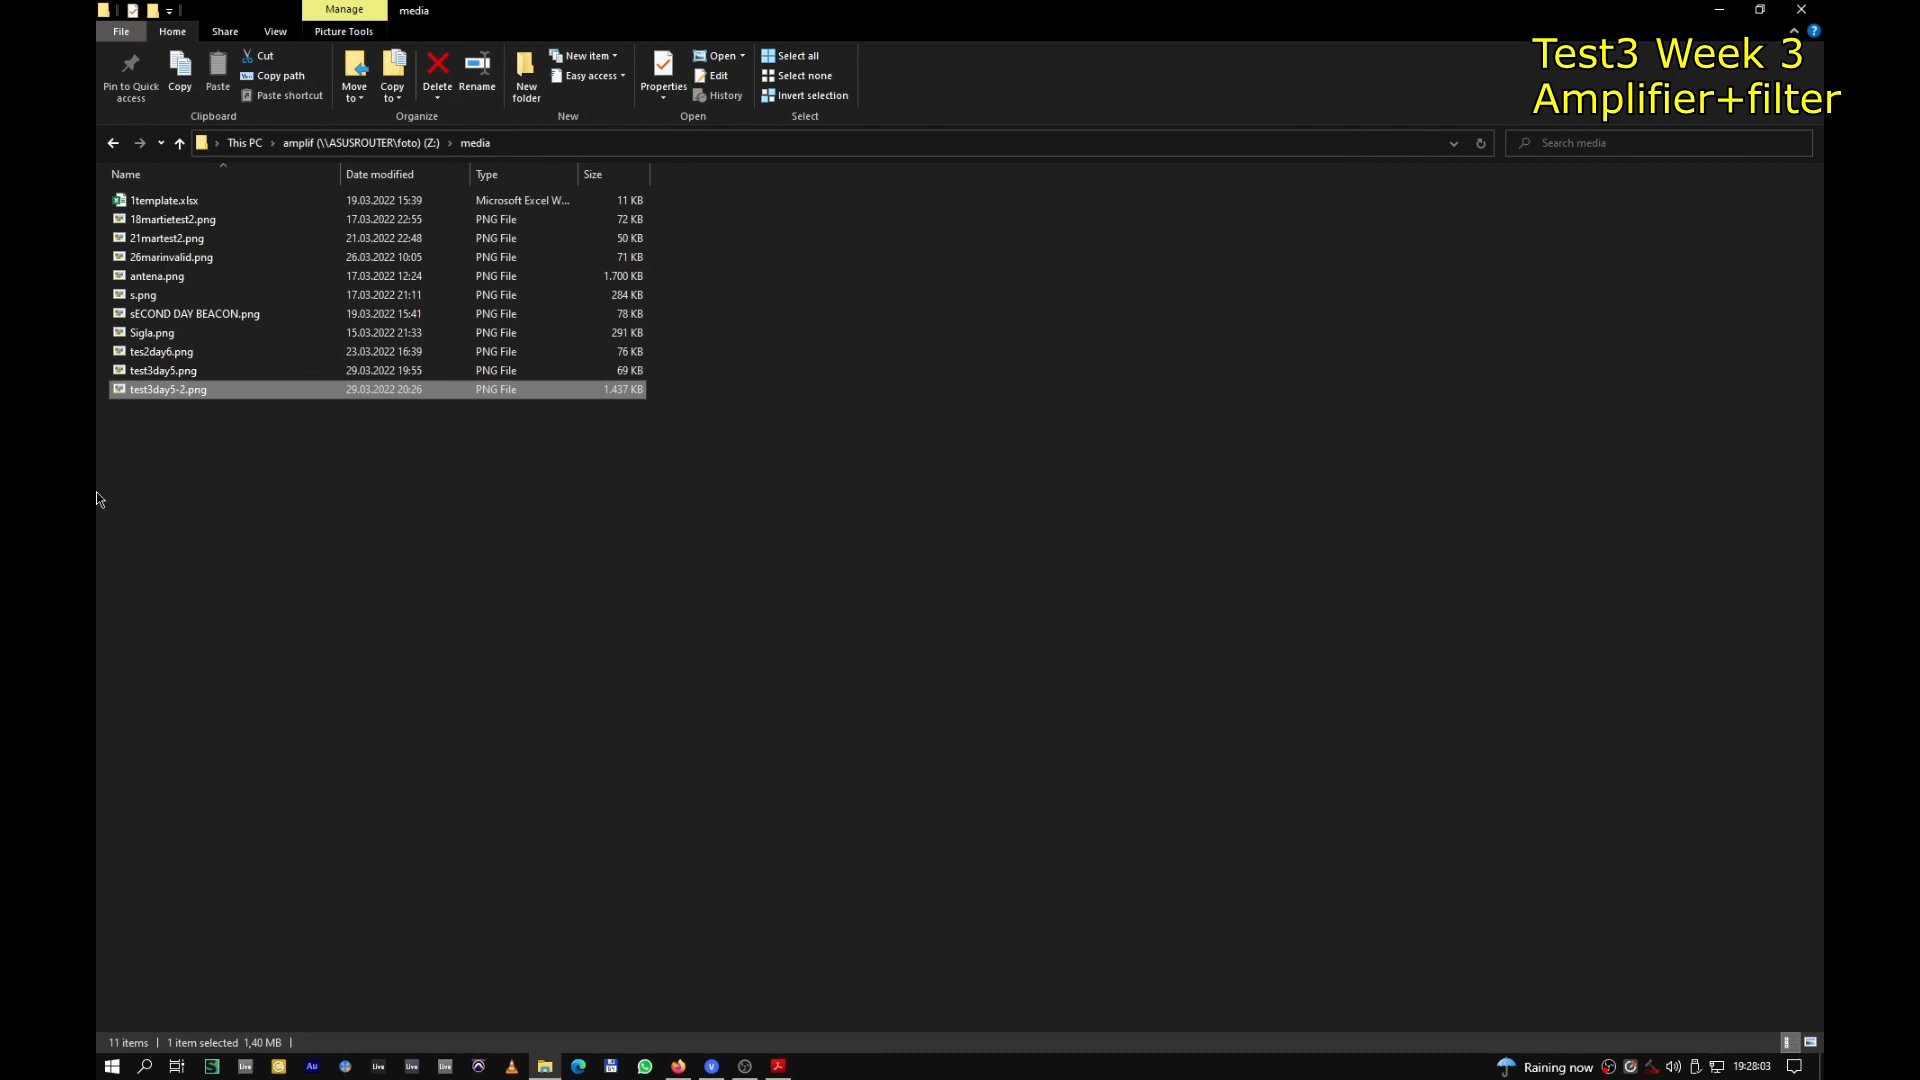 Manage
media
File
Home
Share
View
Picture Tools
Test3 Week 3
Amplifier+filter
Pin to Quick access
Copy
Paste
Cut
Copy path
Paste shortcut
Clipboard
Move to
Copy to
Delete
Rename
Organize
New folder
New item
Easy access
New
Properties
Open
Edit
History
Open
Select all
Select none
Invert selection
Select
This PC > amplif (\\ASUSROUTER\foto) (Z:) > media
Search media
Name Date modified Type Size
1template.xlsx 19.03.2022 15:39 Microsoft Excel W... 11 KB
18martietest2.png 17.03.2022 22:55 PNG File 72 KB
21martest2.png 21.03.2022 22:48 PNG File 50 KB
26marinvalid.png 26.03.2022 10:05 PNG File 71 KB
antena.png 17.03.2022 12:24 PNG File 1.700 KB
s.png 17.03.2022 21:11 PNG File 284 KB
sECOND DAY BEACON.png 19.03.2022 15:41 PNG File 78 KB
Sigla.png 15.03.2022 21:33 PNG File 291 KB
tes2day6.png 23.03.2022 16:39 PNG File 76 KB
test3day5.png 29.03.2022 19:55 PNG File 69 KB
test3day5-2.png 29.03.2022 20:26 PNG File 1.437 KB
11 items 1 item selected 1,40 MB
Live
Au
Live
Live
Live
Raining now
19:28:03